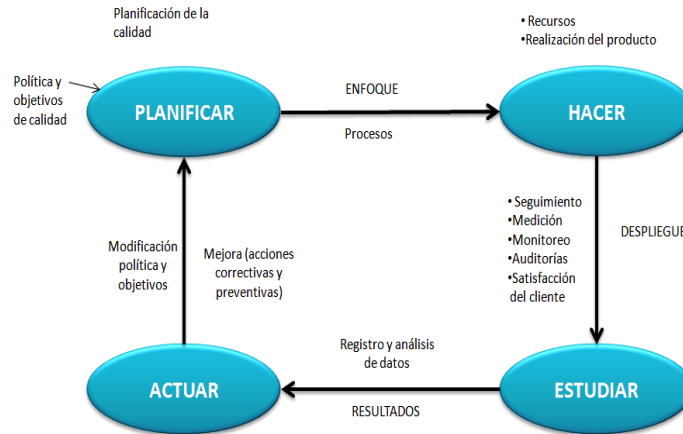 Planificación de la
calidad
• Recursos
•Realización del producto
Política y
objetivos
de calidad
PLANIFICAR
ENFOQUE
Procesos
HACER
• Seguimiento
•Medición
•Monitoreo
•Auditorías
•Satisfacción
del cliente
DESPLIEGUE
Modificación
política y
objetivos
Mejora (acciones
correctivas y
preventivas)
Registro y análisis
de datos
RESULTADOS
ACTUAR
ESTUDIAR